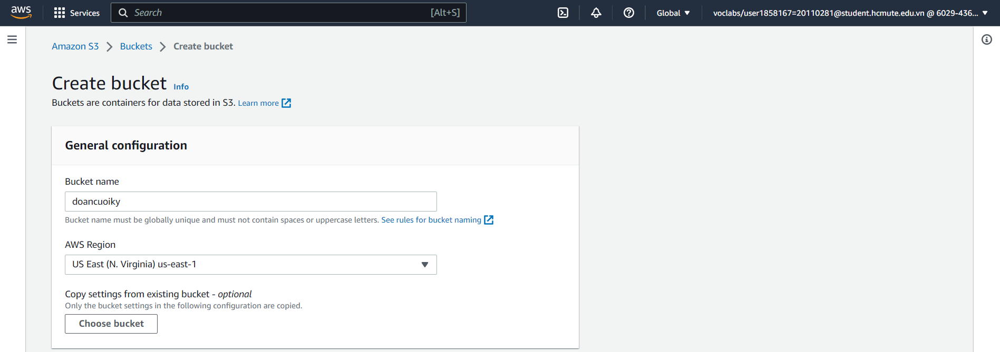 aws Services Search [Alt+S] Global voclabs/user1858167=20110281@student.hcmute.edu.vn @ 6029-436...
Amazon S3 Buckets Create bucket
Create bucket Info
Buckets are containers for data stored in S3. Learn more
General configuration
Bucket name
doancuoiky
Bucket name must be globally unique and must not contain spaces or uppercase letters. See rules for bucket naming
AWS Region
US East (N. Virginia) us-east-1
Copy settings from existing bucket - optional
Only the bucket settings in the following configuration are copied.
Choose bucket